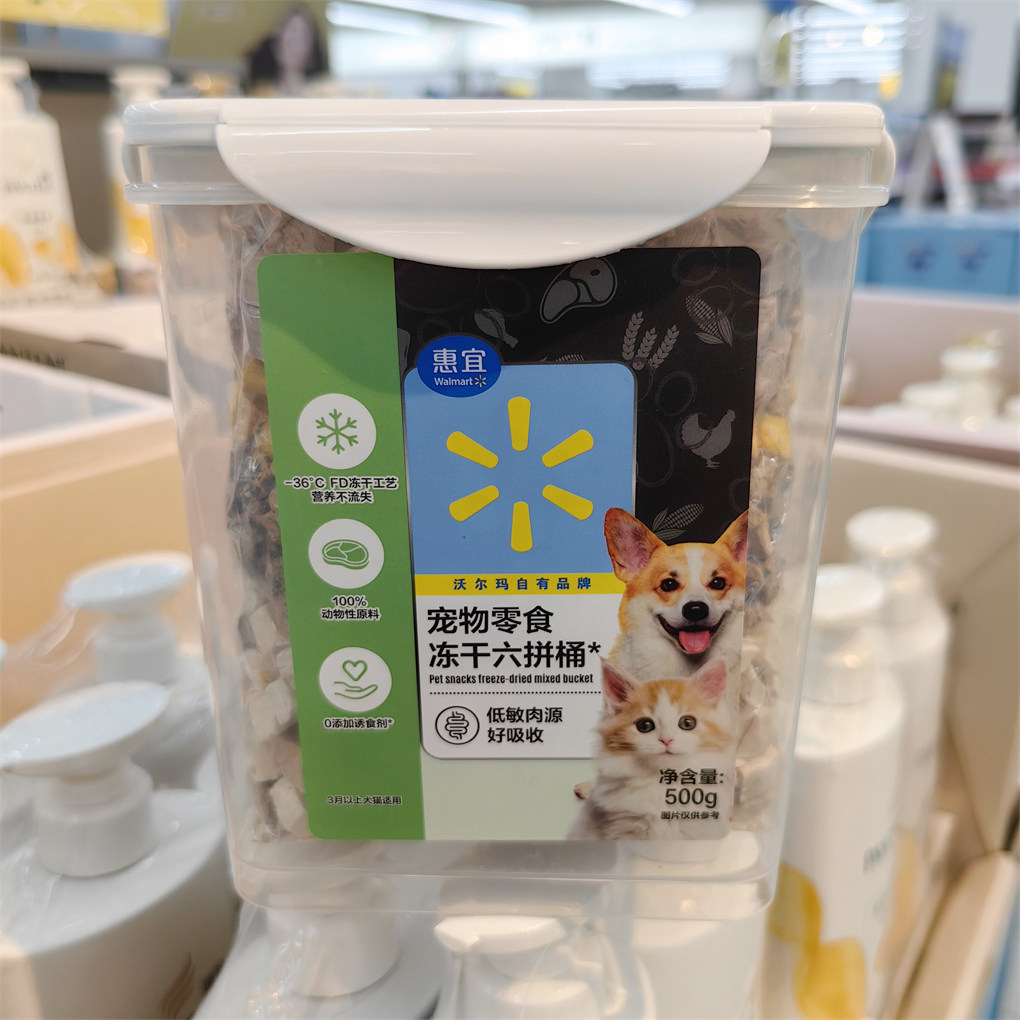 惠宜
Walmart
-36°C FD冻干工艺
营养不流失
100%
动物性原料
0添加诱食剂*
3月以上犬猫适用
沃尔玛自有品牌
宠物零食
冻干六拼桶*
Pet snacks freeze-dried mixed bucket
低敏肉源
好吸收
净含量:
500g
图片仅供参考